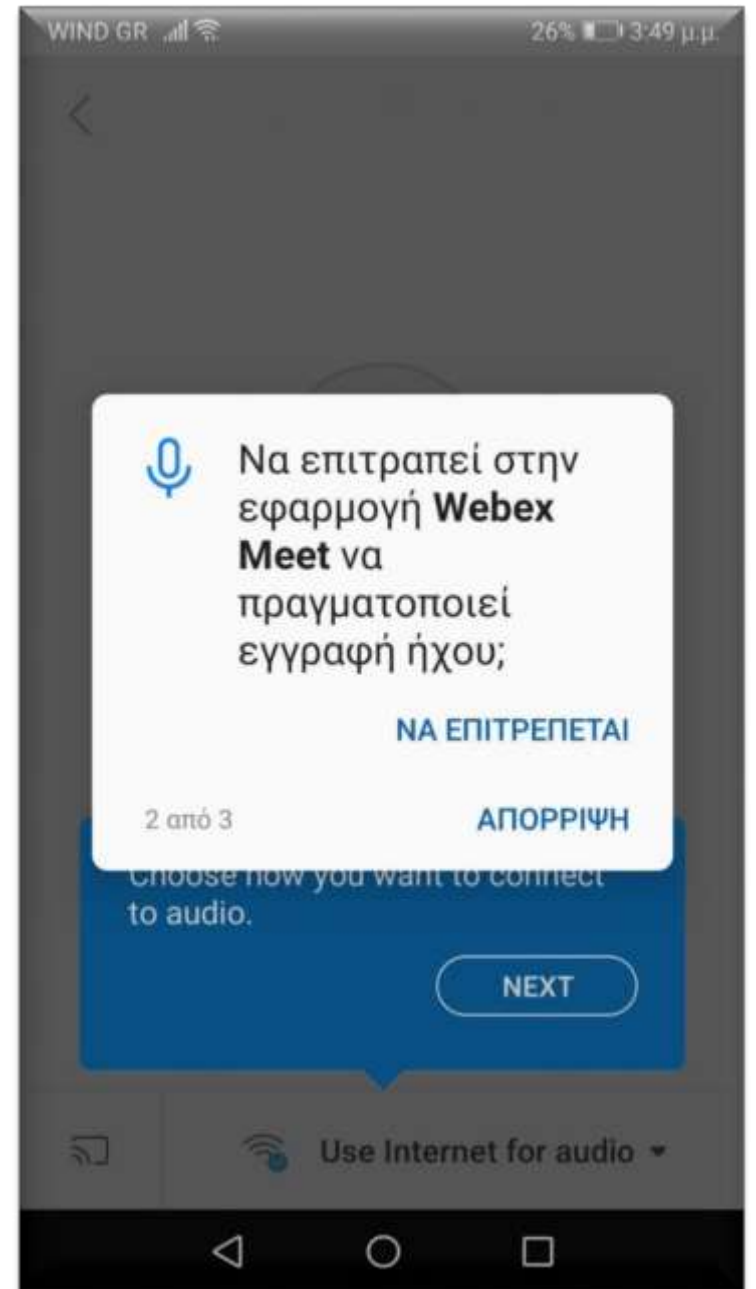 WIND GR 26% 3:49 μ.μ.
Να επιτραπεί στην
εφαρμογή Webex
Meet να
πραγματοποιεί
εγγραφή ήχου;
ΝΑ ΕΠΙΤΡΕΠΕΤΑΙ
2 από 3 ΑΠΟΡΡΙΨΗ
Choose how you want to connect
to audio.
NEXT
Use Internet for audio